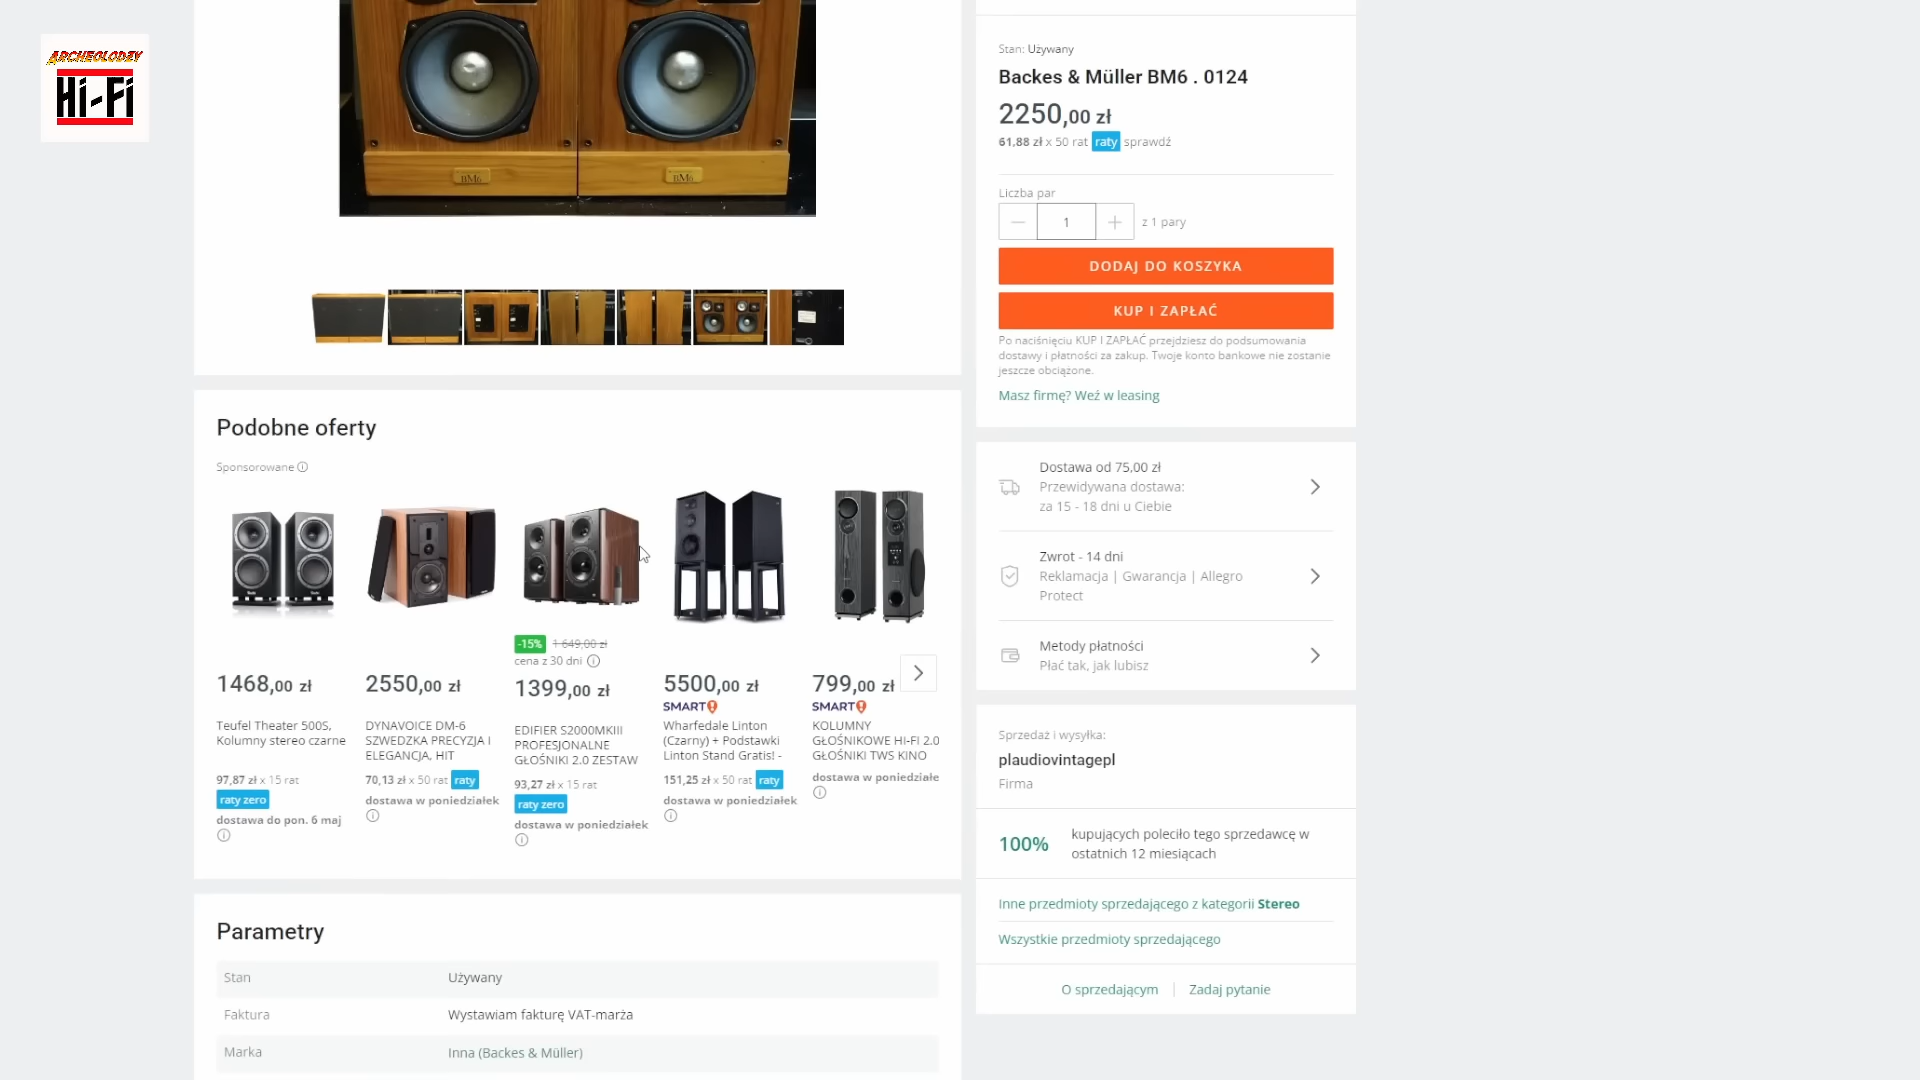 ARCHEOLODZY
Hi-Fi
BM6
BM6
Stan: Używany
Backes & Müller BM6 . 0124
2250,00 zł
61,88 zł x 50 rat raty sprawdź
Liczba par
1
z 1 pary
DODAJ DO KOSZYKA
KUP I ZAPŁAĆ
Po naciśnięciu KUP I ZAPŁAĆ przejdziesz do podsumowania
dostawy i płatności za zakup. Twoje konto bankowe nie zostanie
jeszcze obciążone.
Masz firmę? Weź w leasing
Podobne oferty
Sponsorowane
1468,00 zł
Teufel Theater 500S,
Kolumny stereo czarne
97,87 zł x 15 rat
raty zero
dostawa do pon. 6 maj
2550,00 zł
DYNAVOICE DM-6
SZWEDZKA PRECYZJA I
ELEGANCJA, HIT
70,13 zł x 50 rat raty
dostawa w poniedziałek
-15% 1 649,00 zł
cena z 30 dni
1399,00 zł
EDIFIER S2000MKIII
PROFESJONALNE
GŁOŚNIKI 2.0 ZESTAW
93,27 zł x 15 rat
raty zero
dostawa w poniedziałek
5500,00 zł
SMART!
Wharfedale Linton
(Czarny) + Podstawki
Linton Stand Gratis! -
151,25 zł x 50 rat raty
dostawa w poniedziałek
799,00 zł
SMART!
KOLUMNY
GŁOŚNIKOWE HI-FI 2.0
GŁOŚNIKI TWS KINO
dostawa w poniedziałe
Dostawa od 75,00 zł
Przewidywana dostawa:
za 15 - 18 dni u Ciebie
Zwrot - 14 dni
Reklamacja | Gwarancja | Allegro
Protect
Metody płatności
Płać tak, jak lubisz
Sprzedaż i wysyłka:
plaudiovintagepl
Firma
100%
kupujących poleciło tego sprzedawcę w
ostatnich 12 miesiącach
Inne przedmioty sprzedającego z kategorii Stereo
Wszystkie przedmioty sprzedającego
O sprzedającym
Zadaj pytanie
Parametry
Stan Używany
Faktura Wystawiam fakturę VAT-marża
Marka Inna (Backes & Müller)